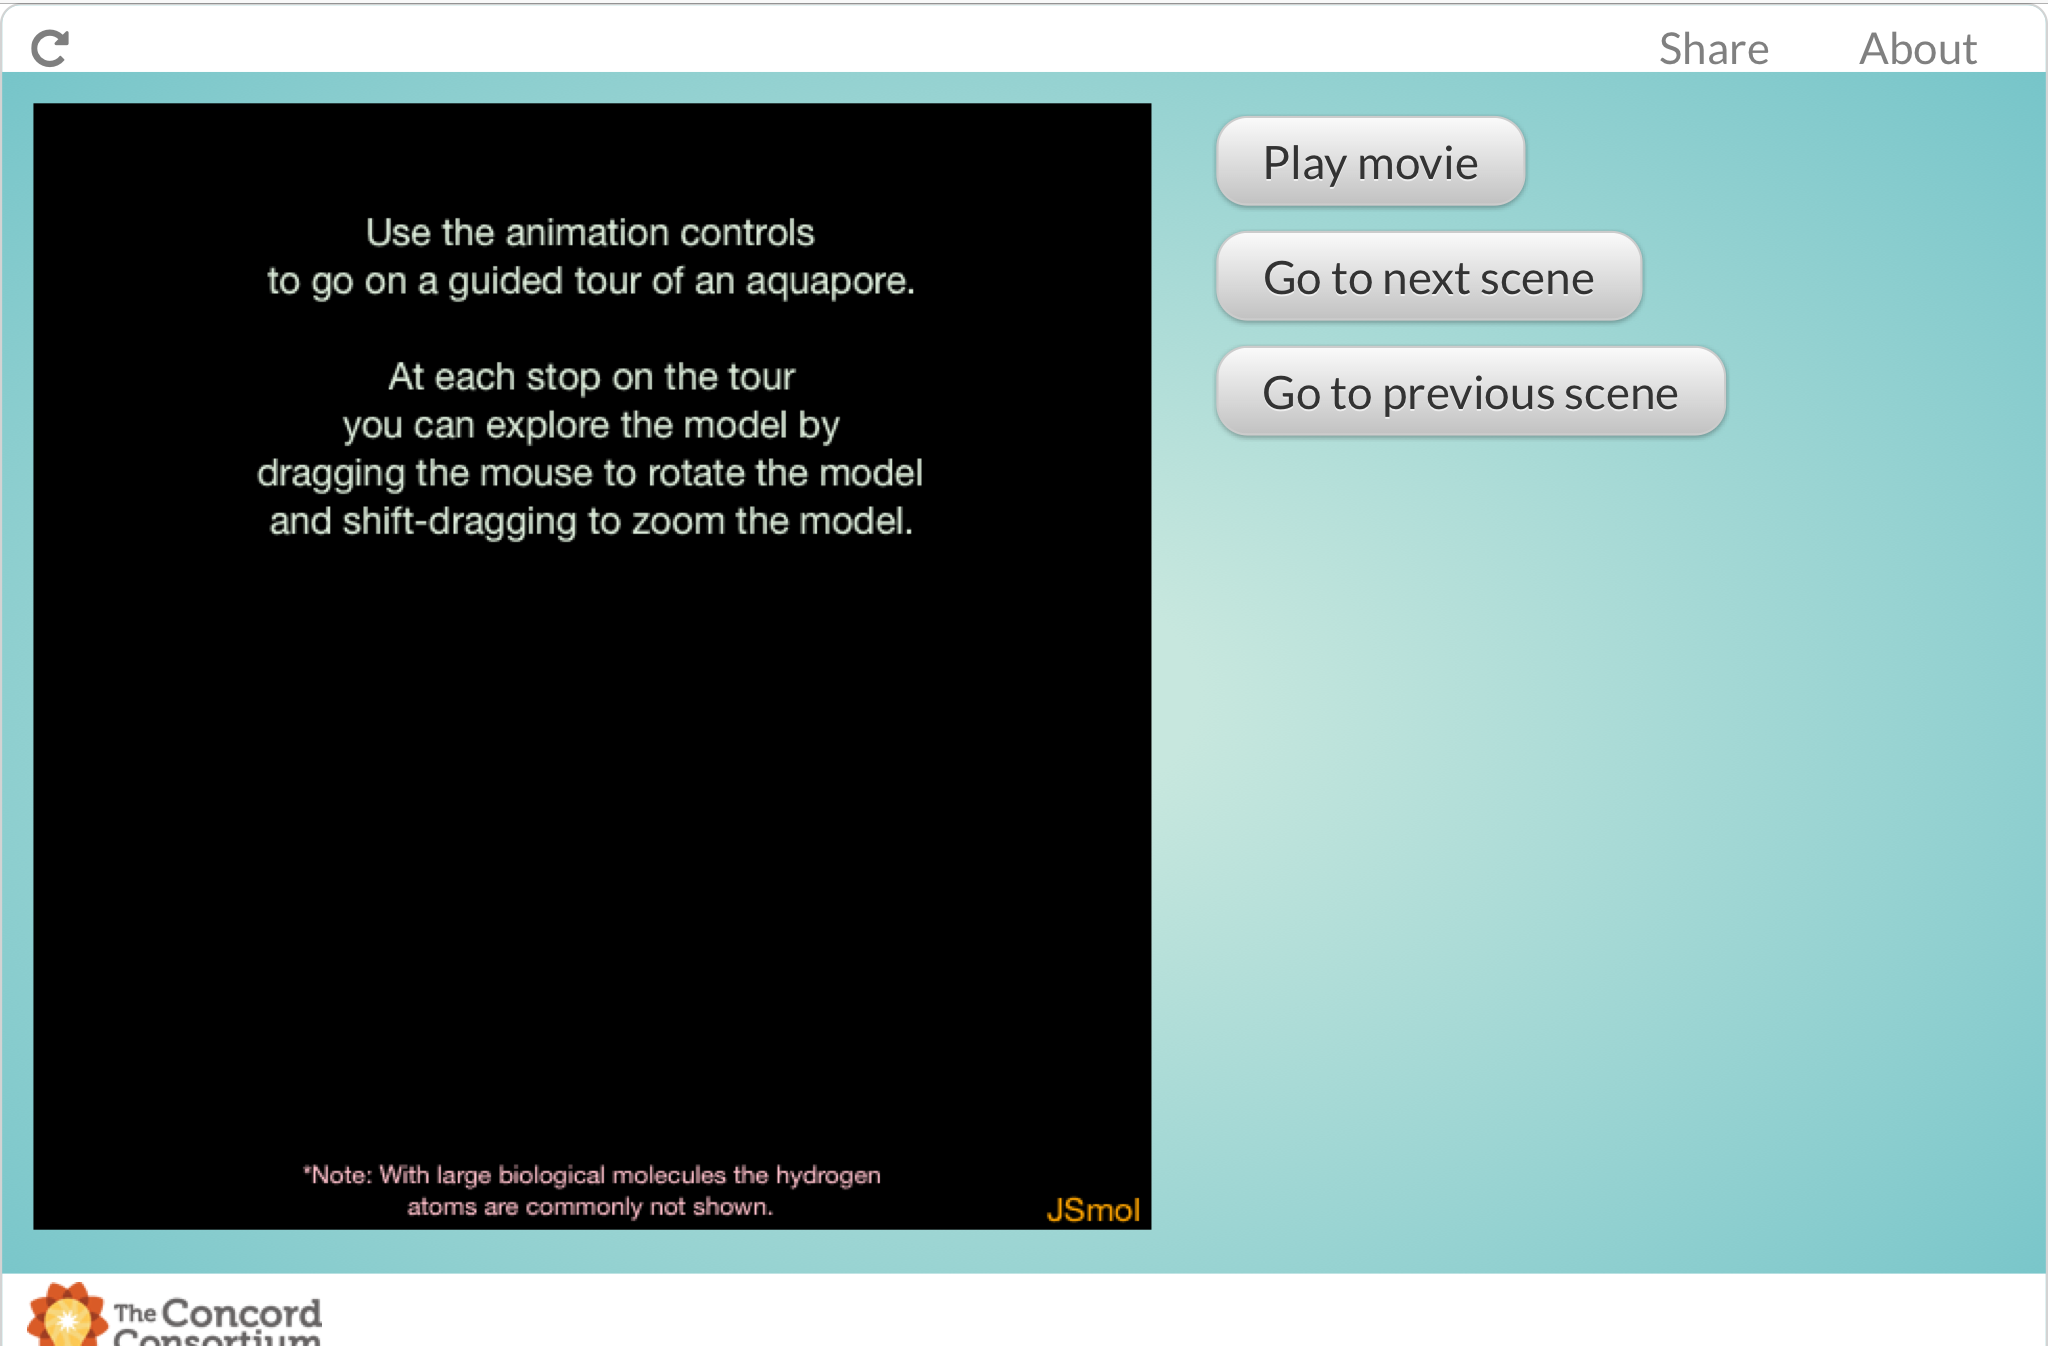 Share About
Use the animation controls
to go on a guided tour of an aquapore.
At each stop on the tour
you can explore the model by
dragging the mouse to rotate the model
and shift-dragging to zoom the model.
*Note: With large biological molecules the hydrogen
atoms are commonly not shown.
JSmol
Play movie
Go to next scene
Go to previous scene
The Concord
Consortium